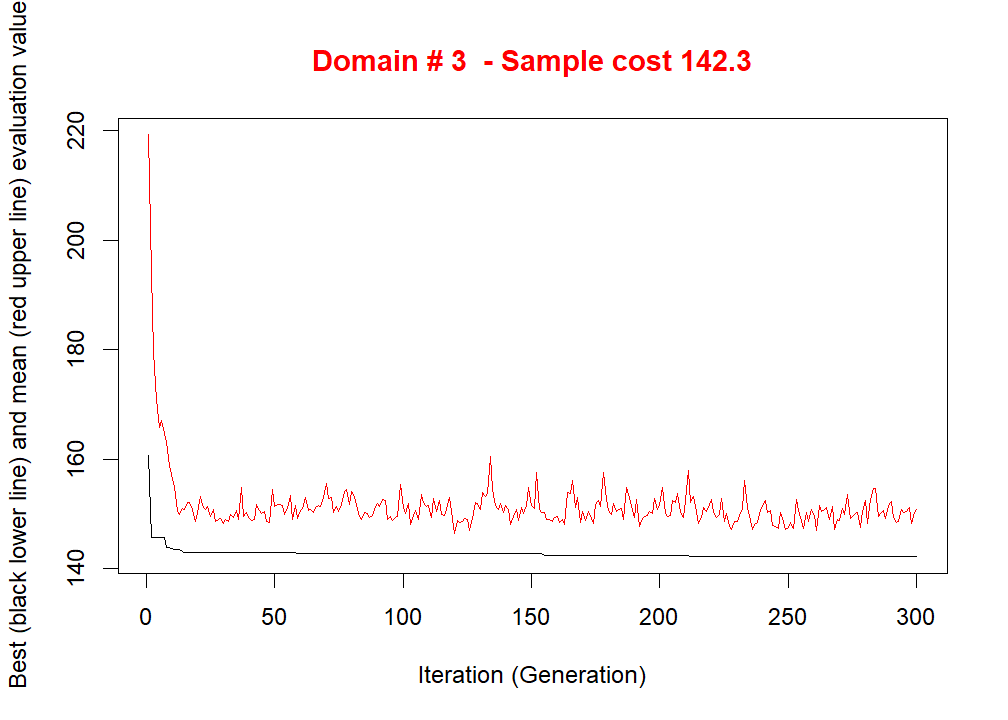 Domain # 3  - Sample cost 142.3
Best (black lower line) and mean (red upper line) evaluation value
220
200
180
160
140
0 50 100 150 200 250 300
Iteration (Generation)